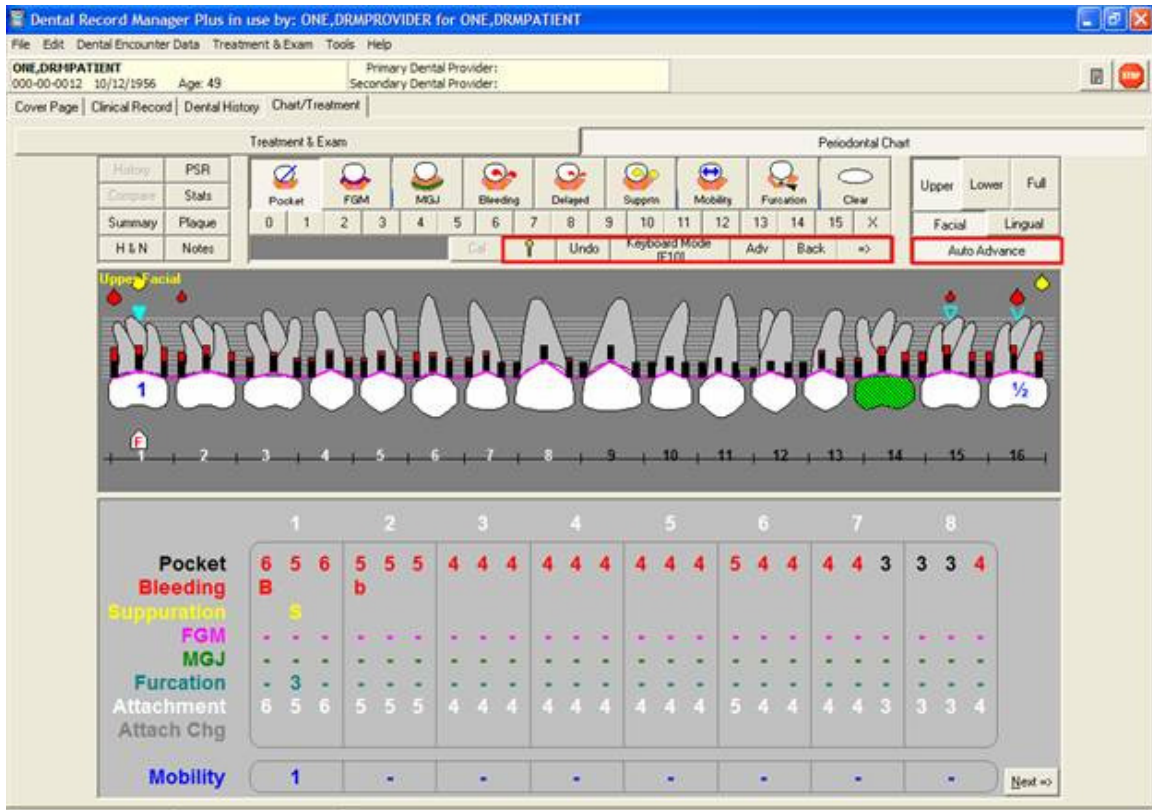 Dental Record Manager Plus in use by: ONE,DRMPROVIDER for ONE,DRMPATIENT
File Edit Dental Encounter Data Treatment & Exam Tools Help
ONE,DRMPATIENT Primary Dental Provider:
000-00-0012 10/12/1956 Age: 49 Secondary Dental Provider:
STOP
Cover Page Clinical Record Dental History Chart/Treatment
Treatment & Exam Periodontal Chart
History PSR
Compare Stats
Summary Plaque
H & N Notes
Pocket FGM MGJ Bleeding Delayed Supprtn Mobility Furcation Clear
0 1 2 3 4 5 6 7 8 9 10 11 12 13 14 15 X
Cal Undo Keyboard Mode [F10] Adv Back =>
Upper Lower Full
Facial Lingual
Auto Advance
Upper Facial
1 ½
F
1 2 3 4 5 6 7 8 9 10 11 12 13 14 15 16
1 2 3 4 5 6 7 8
Pocket 6 5 6 5 5 5 4 4 4 4 4 4 4 4 4 5 4 4 4 4 3 3 3 4
Bleeding B b
Suppuration S
FGM - - - - - - - - - - - - - - - - - - - - - - - -
MGJ - - - - - - - - - - - - - - - - - - - - - - - -
Furcation - 3 - - - - - - - - - - - - - - - - - - - - - -
Attachment 6 5 6 5 5 5 4 4 4 4 4 4 4 4 4 5 4 4 4 4 3 3 3 4
Attach Chg
Mobility 1 - - - - - - -
Next =>